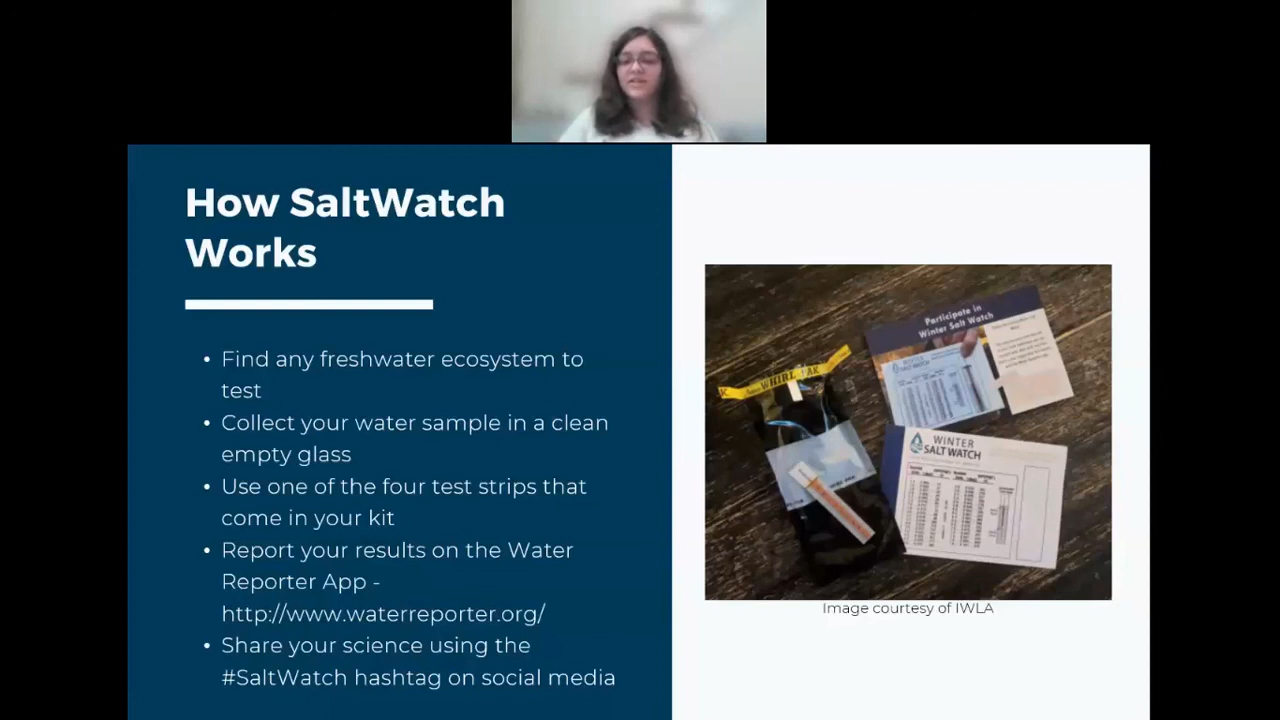 How SaltWatch
Works
• Find any freshwater ecosystem to
test
• Collect your water sample in a clean
empty glass
• Use one of the four test strips that
come in your kit
• Report your results on the Water
Reporter App -
http://www.waterreporter.org/
• Share your science using the
#SaltWatch hashtag on social media
Participate in
Winter Salt Watch
WINTER
SALT WATCH
WHIRL PAK
WINTER
SALT WATCH
Image courtesy of IWLA